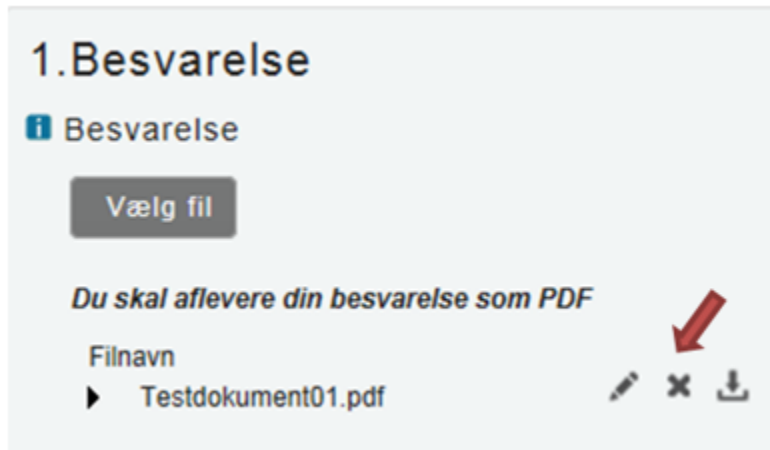 1.Besvarelse
i Besvarelse
Vælg fil
Du skal aflevere din besvarelse som PDF
Filnavn
Testdokument01.pdf